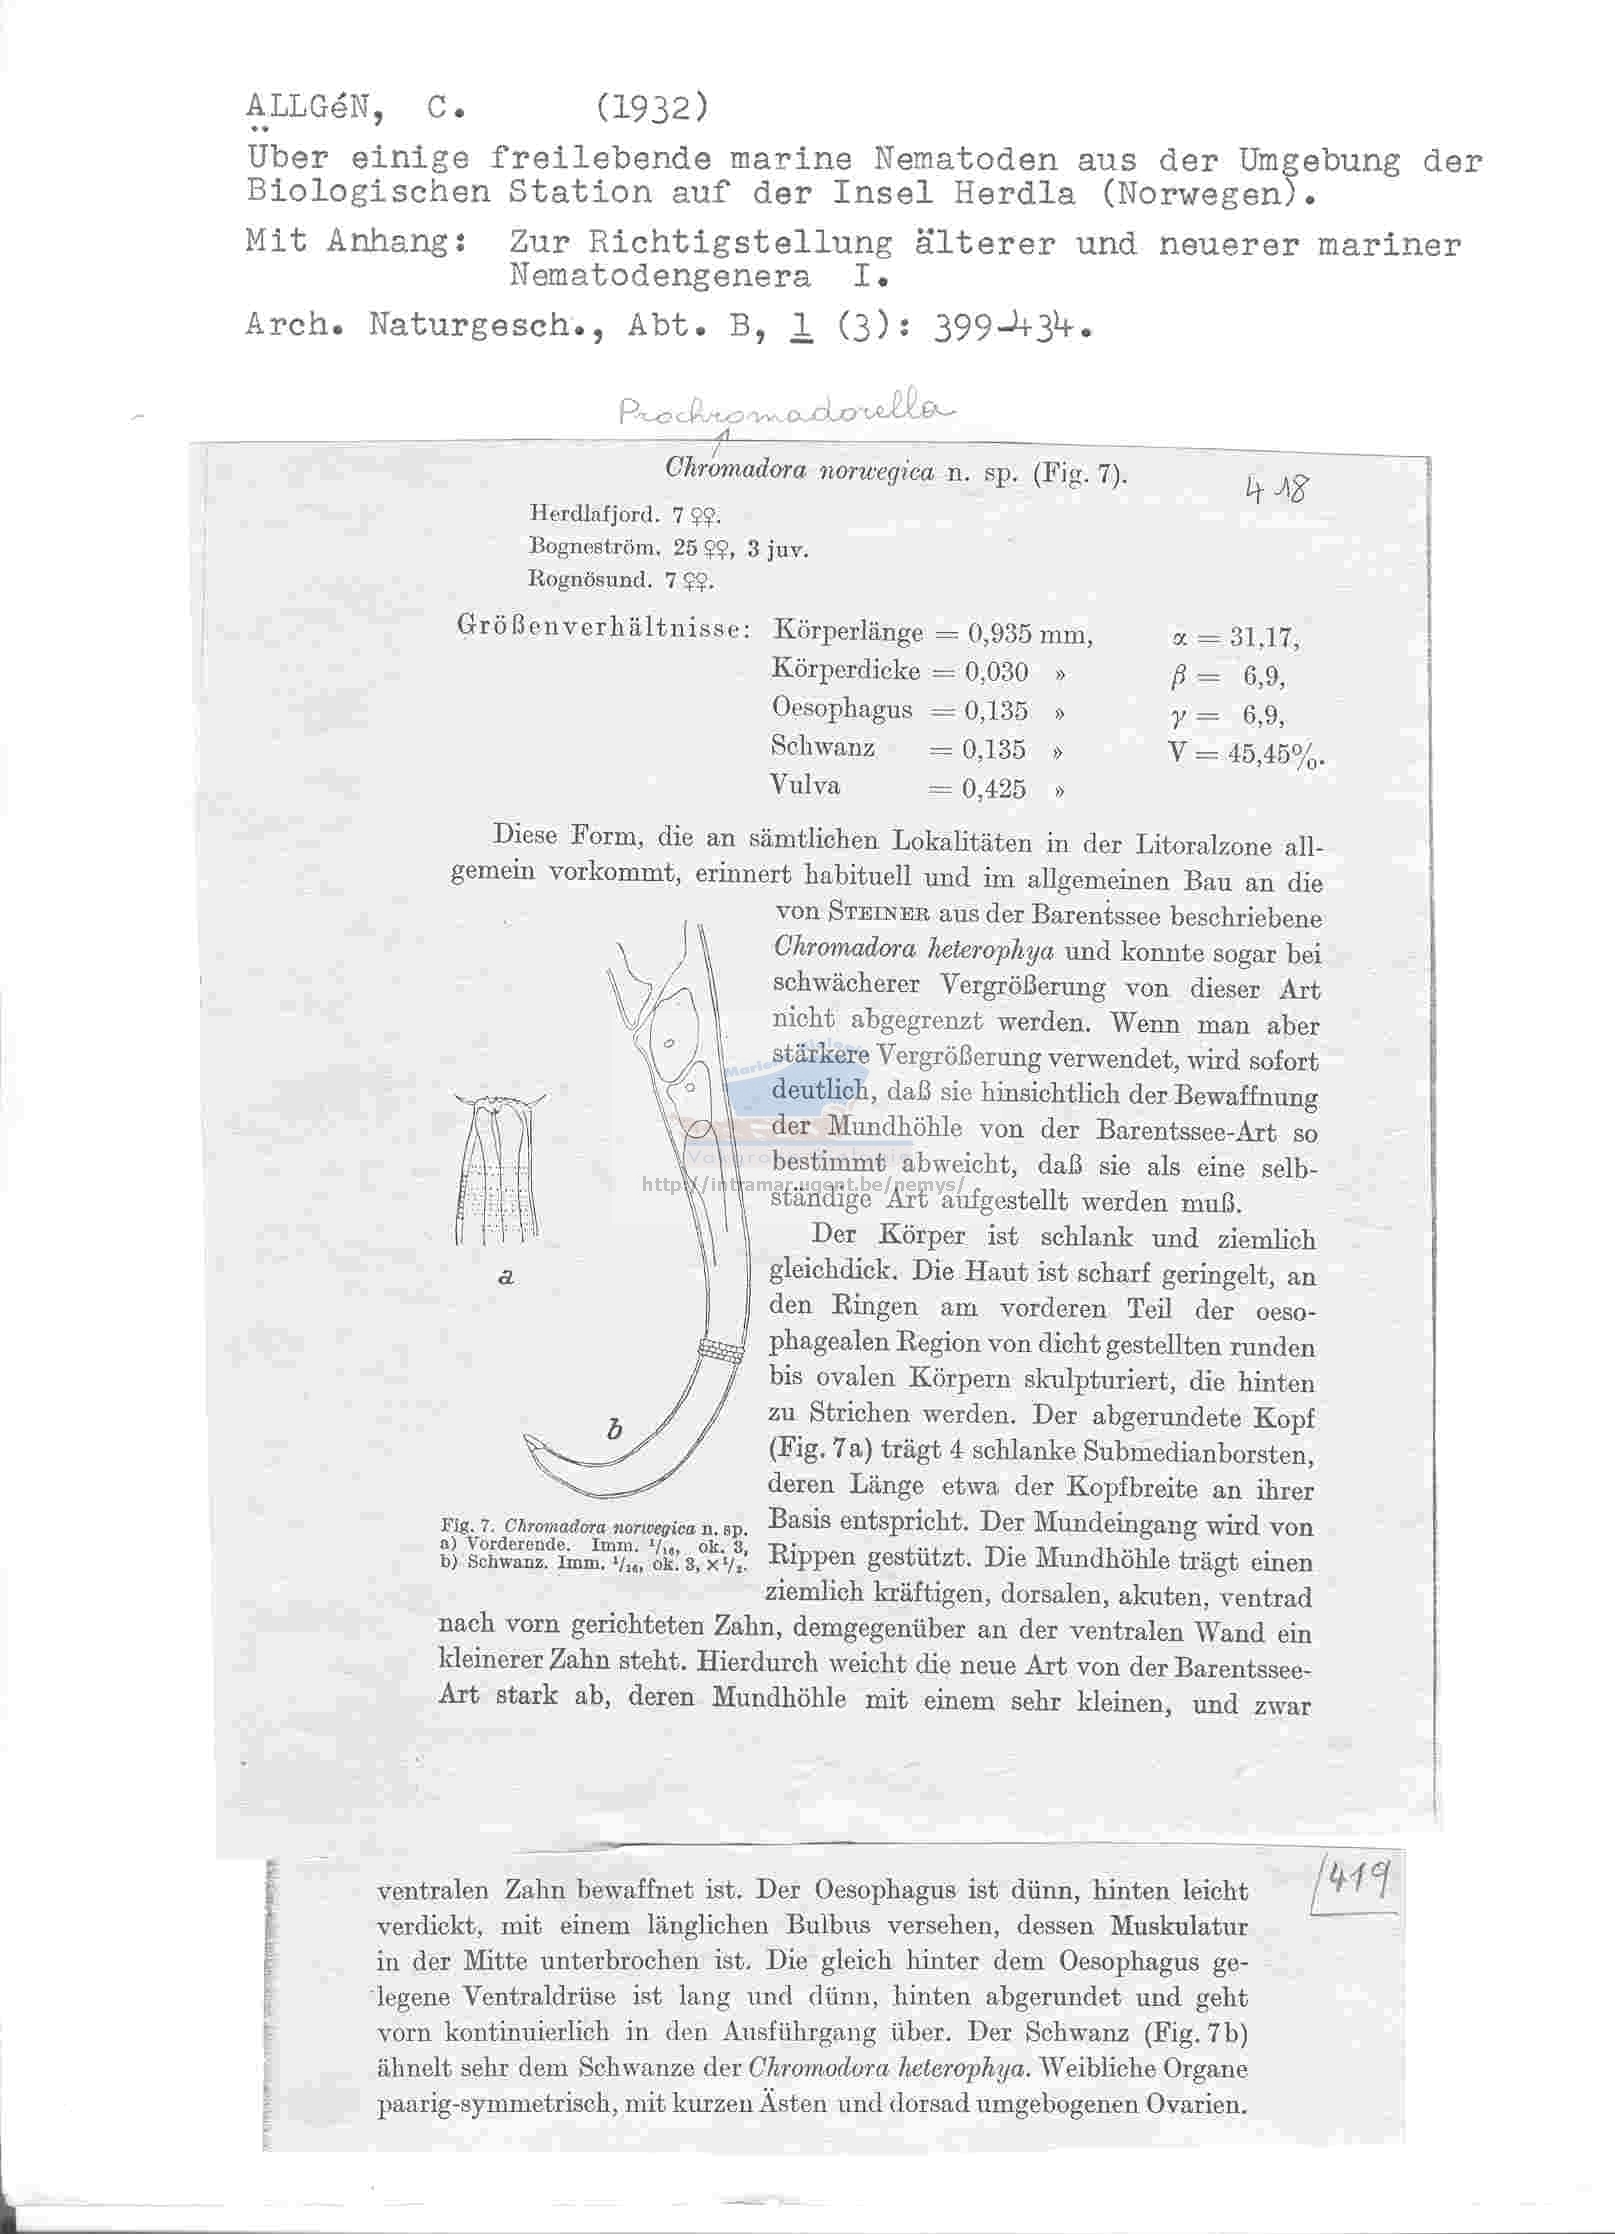 ALLGéN, C. (1932)
Über einige freilebende marine Nematoden aus der Umgebung der
Biologischen Station auf der Insel Herdla (Norwegen).
Mit Anhang: Zur Richtigstellung älterer und neuerer mariner
Nematodengenera I.
Arch. Naturgesch., Abt. B, 1 (3): 399-434.
Prochromadorella
Chromadora norwegica n. sp. (Fig. 7).
418
Herdlafjord. 7 ♀♀.
Bogneström. 25 ♀♀, 3 juv.
Rognösund. 7 ♀♀.
Größenverhältnisse: Körperlänge = 0,935 mm, α = 31,17,
Körperdicke = 0,030 » β = 6,9,
Oesophagus = 0,135 » γ = 6,9,
Schwanz = 0,135 » V = 45,45%.
Vulva = 0,425 »
Diese Form, die an sämtlichen Lokalitäten in der Litoralzone all-
gemein vorkommt, erinnert habituell und im allgemeinen Bau an die
von STEINER aus der Barentssee beschriebene
Chromadora heterophya und konnte sogar bei
schwächerer Vergrößerung von dieser Art
nicht abgegrenzt werden. Wenn man aber
stärkere Vergrößerung verwendet, wird sofort
deutlich, daß sie hinsichtlich der Bewaffnung
der Mundhöhle von der Barentssee-Art so
bestimmt abweicht, daß sie als eine selb-
http://intramar.ugent.be/nemys/
ständige Art aufgestellt werden muß.
Der Körper ist schlank und ziemlich
gleichdick. Die Haut ist scharf geringelt, an
den Ringen am vorderen Teil der oeso-
phagealen Region von dicht gestellten runden
bis ovalen Körpern skulpturiert, die hinten
zu Strichen werden. Der abgerundete Kopf
(Fig. 7a) trägt 4 schlanke Submedianborsten,
deren Länge etwa der Kopfbreite an ihrer
Basis entspricht. Der Mundeingang wird von
Rippen gestützt. Die Mundhöhle trägt einen
ziemlich kräftigen, dorsalen, akuten, ventrad
a
b
Fig. 7. Chromadora norwegica n. sp.
a) Vorderende. Imm. 1/16, ok. 3,
b) Schwanz. Imm. 1/16, ok. 3, × 1/2.
nach vorn gerichteten Zahn, demgegenüber an der ventralen Wand ein
kleinerer Zahn steht. Hierdurch weicht die neue Art von der Barentssee-
Art stark ab, deren Mundhöhle mit einem sehr kleinen, und zwar
419
ventralen Zahn bewaffnet ist. Der Oesophagus ist dünn, hinten leicht
verdickt, mit einem länglichen Bulbus versehen, dessen Muskulatur
in der Mitte unterbrochen ist. Die gleich hinter dem Oesophagus ge-
legene Ventraldrüse ist lang und dünn, hinten abgerundet und geht
vorn kontinuierlich in den Ausführgang über. Der Schwanz (Fig. 7b)
ähnelt sehr dem Schwanze der Chromodora heterophya. Weibliche Organe
paarig-symmetrisch, mit kurzen Ästen und dorsad umgebogenen Ovarien.